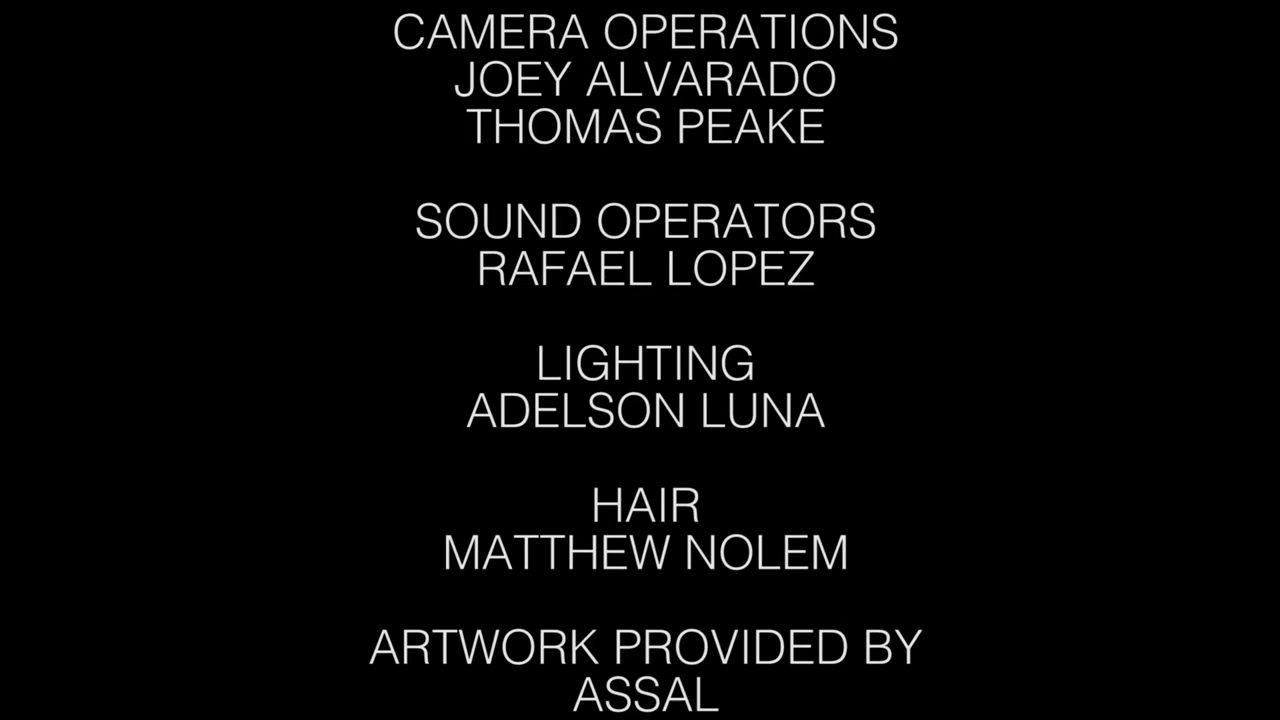 CAMERA OPERATIONS
JOEY ALVARADO
THOMAS PEAKE
SOUND OPERATORS
RAFAEL LOPEZ
LIGHTING
ADELSON LUNA
HAIR
MATTHEW NOLEM
ARTWORK PROVIDED BY
ASSAL